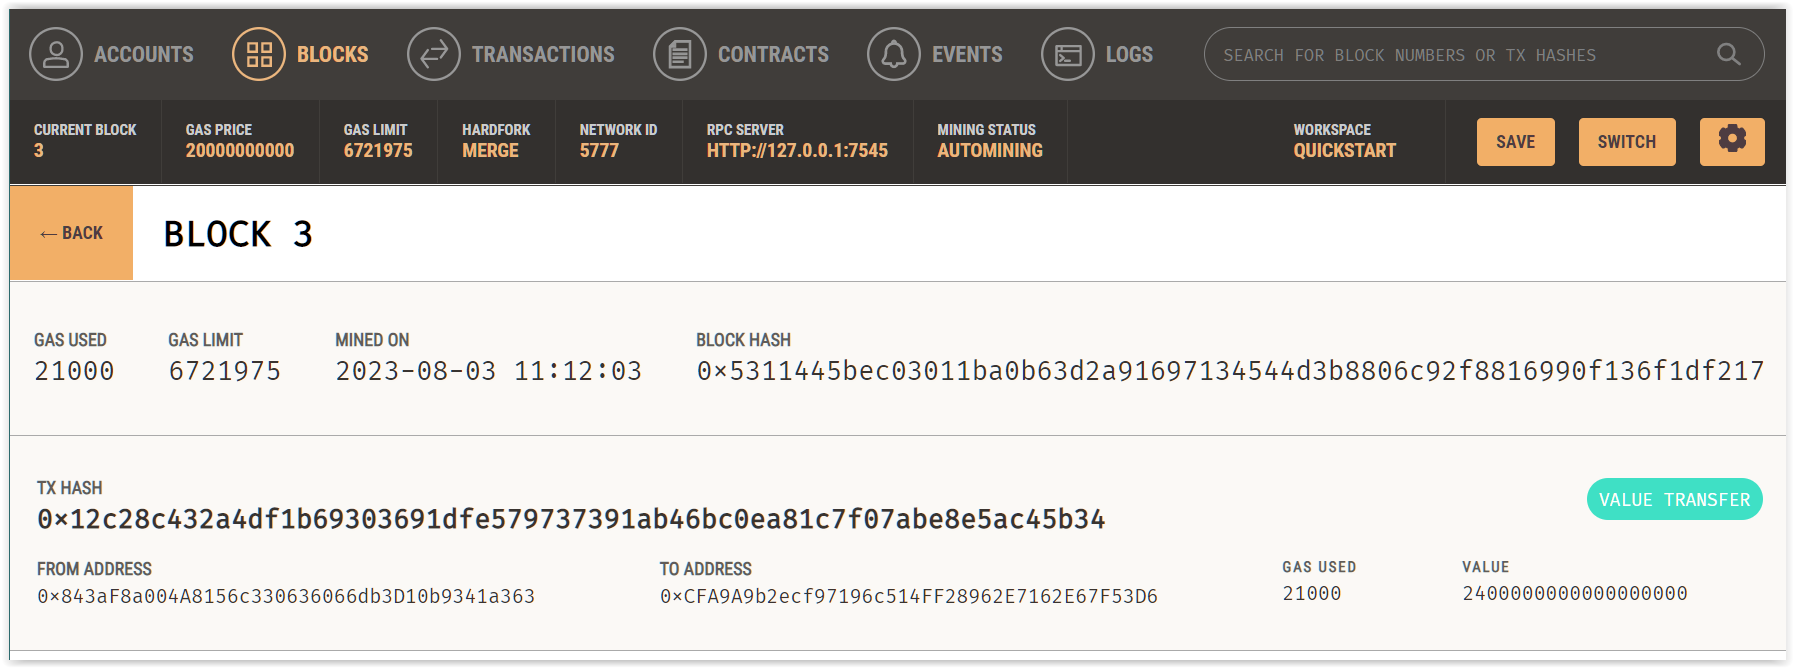 ACCOUNTS BLOCKS TRANSACTIONS CONTRACTS EVENTS LOGS SEARCH FOR BLOCK NUMBERS OR TX HASHES
CURRENT BLOCK GAS PRICE GAS LIMIT HARDFORK NETWORK ID RPC SERVER MINING STATUS WORKSPACE
3 20000000000 6721975 MERGE 5777 HTTP://127.0.0.1:7545 AUTOMINING QUICKSTART SAVE SWITCH
← BACK BLOCK 3
GAS USED GAS LIMIT MINED ON BLOCK HASH
21000 6721975 2023-08-03 11:12:03 0×5311445bec03011ba0b63d2a91697134544d3b8806c92f8816990f136f1df217
TX HASH
0×12c28c432a4df1b69303691dfe579737391ab46bc0ea81c7f07abe8e5ac45b34 VALUE TRANSFER
FROM ADDRESS TO ADDRESS GAS USED VALUE
0×843aF8a004A8156c330636066db3D10b9341a363 0×CFA9A9b2ecf97196c514FF28962E7162E67F53D6 21000 2400000000000000000